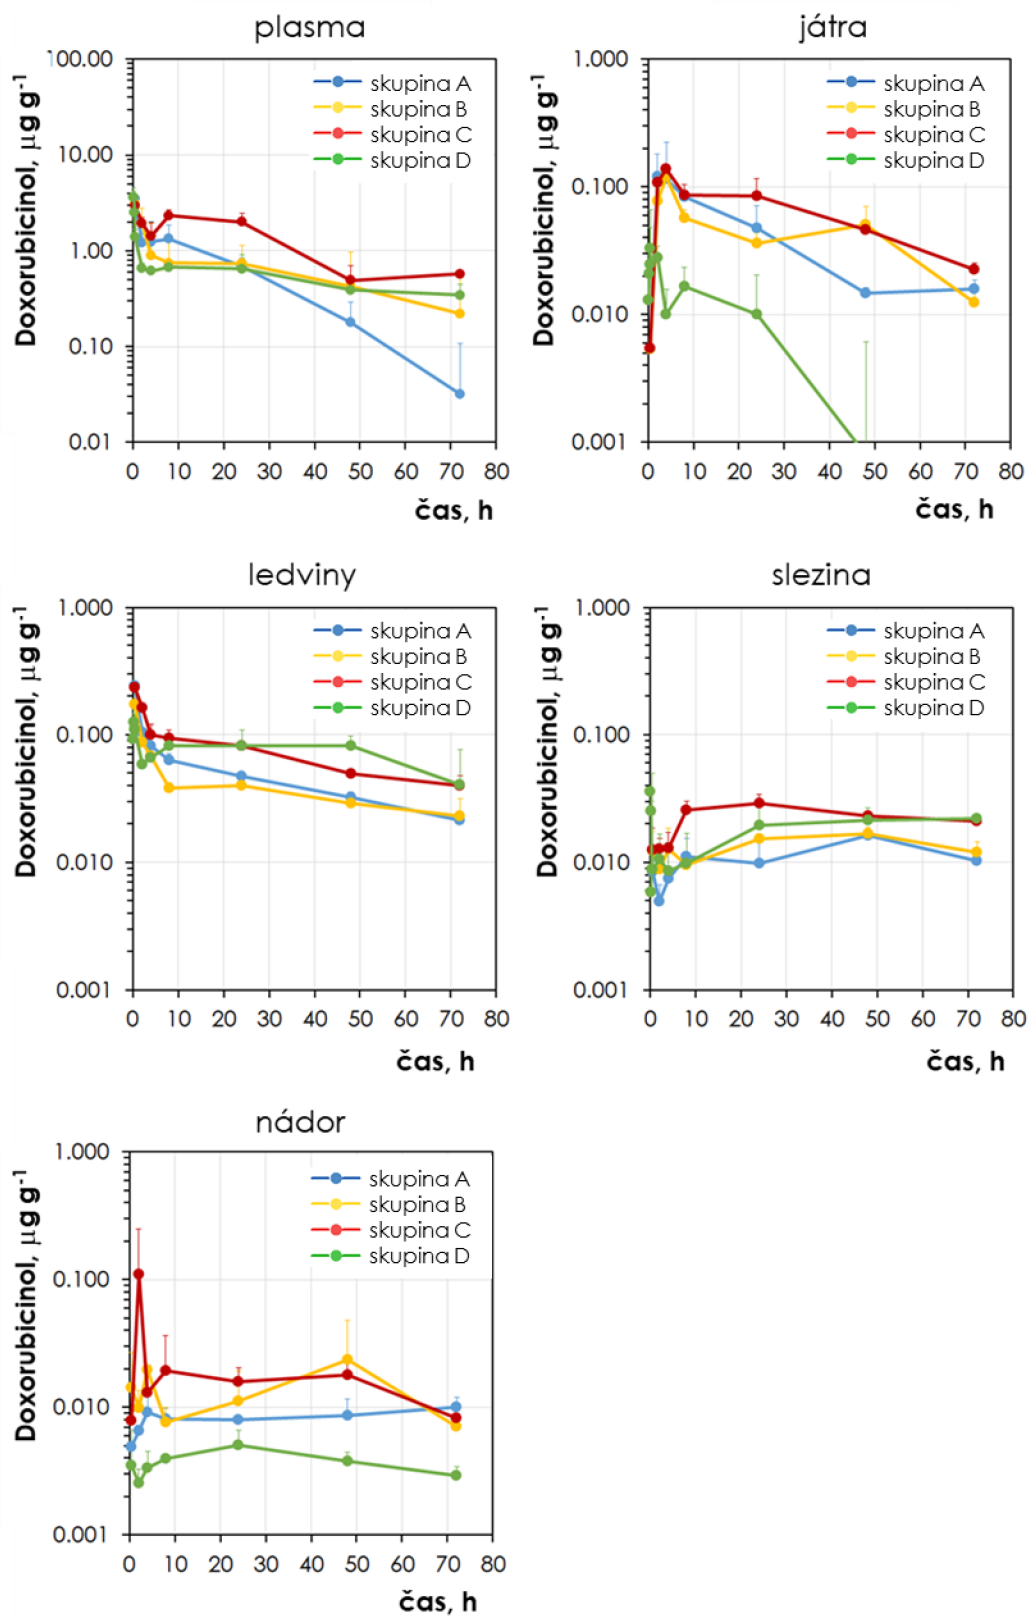 plasma
Doxorubicinol, µg g-1
100.00
10.00
1.00
0.10
0.01
skupina A
skupina B
skupina C
skupina D
0 10 20 30 40 50 60 70 80
čas, h
játra
Doxorubicinol, µg g-1
1.000
0.100
0.010
0.001
skupina A
skupina B
skupina C
skupina D
0 10 20 30 40 50 60 70 80
čas, h
ledviny
Doxorubicinol, µg g-1
1.000
0.100
0.010
0.001
skupina A
skupina B
skupina C
skupina D
0 10 20 30 40 50 60 70 80
čas, h
slezina
Doxorubicinol, µg g-1
1.000
0.100
0.010
0.001
skupina A
skupina B
skupina C
skupina D
0 10 20 30 40 50 60 70 80
čas, h
nádor
Doxorubicinol, µg g-1
1.000
0.100
0.010
0.001
skupina A
skupina B
skupina C
skupina D
0 10 20 30 40 50 60 70 80
čas, h